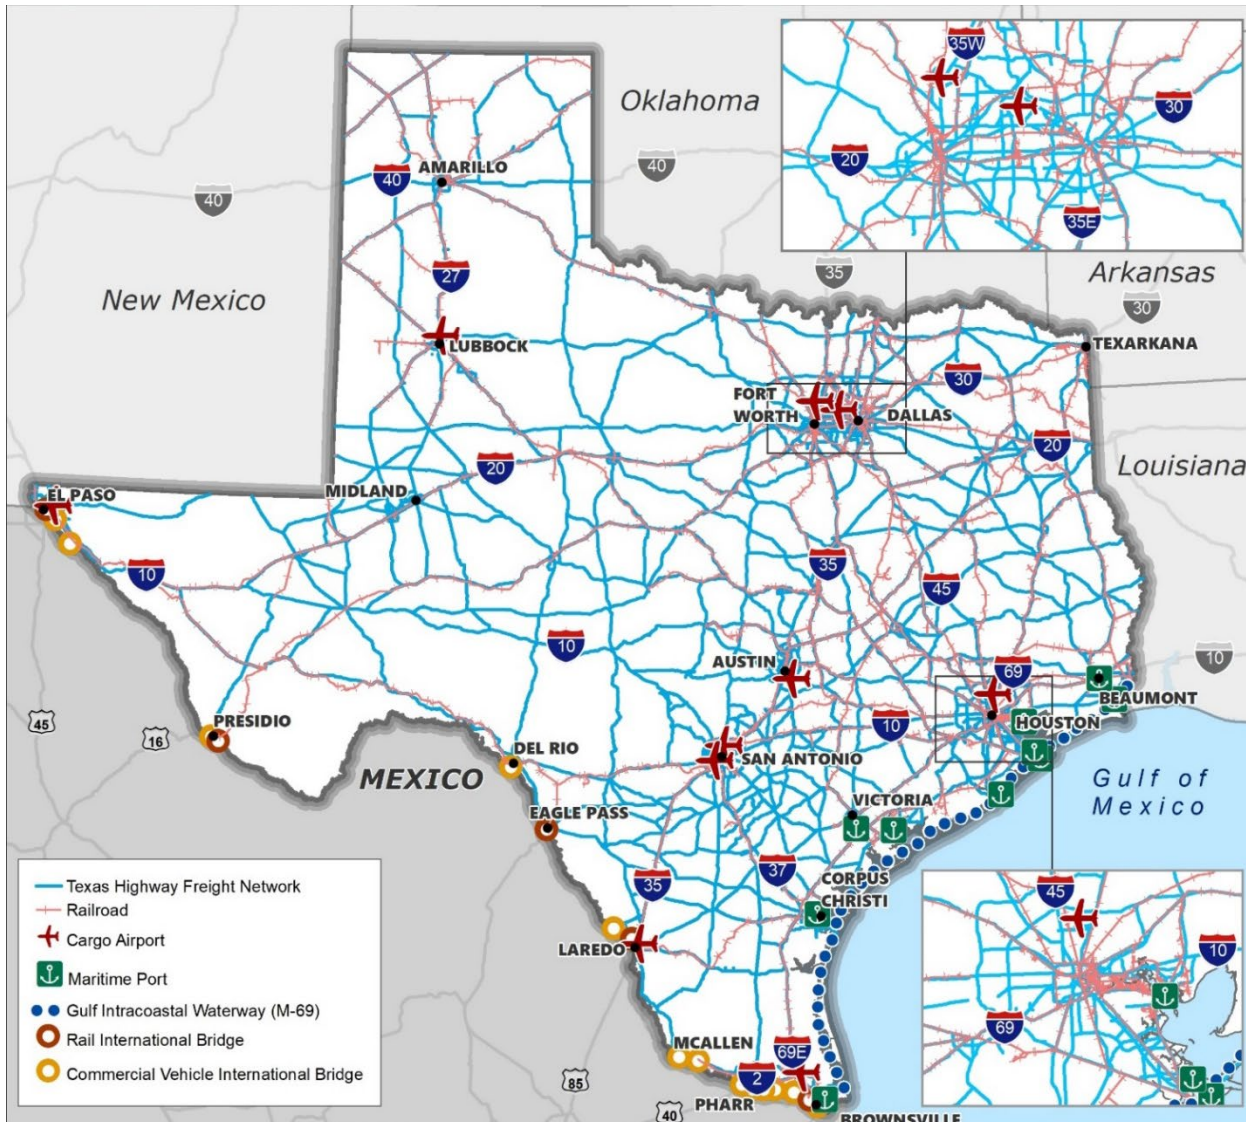 Oklahoma
35W
30
20
35E
40
40
AMARILLO
40
35
Arkansas
New Mexico
27
30
LUBBOCK
TEXARKANA
30
FORT
WORTH
DALLAS
20
Louisiana
20
MIDLAND
EL PASO
10
35
45
10
10
AUSTIN
69
BEAUMONT
45
16
PRESIDIO
10
HOUSTON
DEL RIO
MEXICO
SAN ANTONIO
Gulf of
Mexico
VICTORIA
EAGLE PASS
37
35
CORPUS
CHRISTI
45
10
69
LAREDO
MCALLEN
69E
2
PHARR
BROWNSVILLE
85
40
Texas Highway Freight Network
Railroad
Cargo Airport
Maritime Port
Gulf Intracoastal Waterway (M-69)
Rail International Bridge
Commercial Vehicle International Bridge